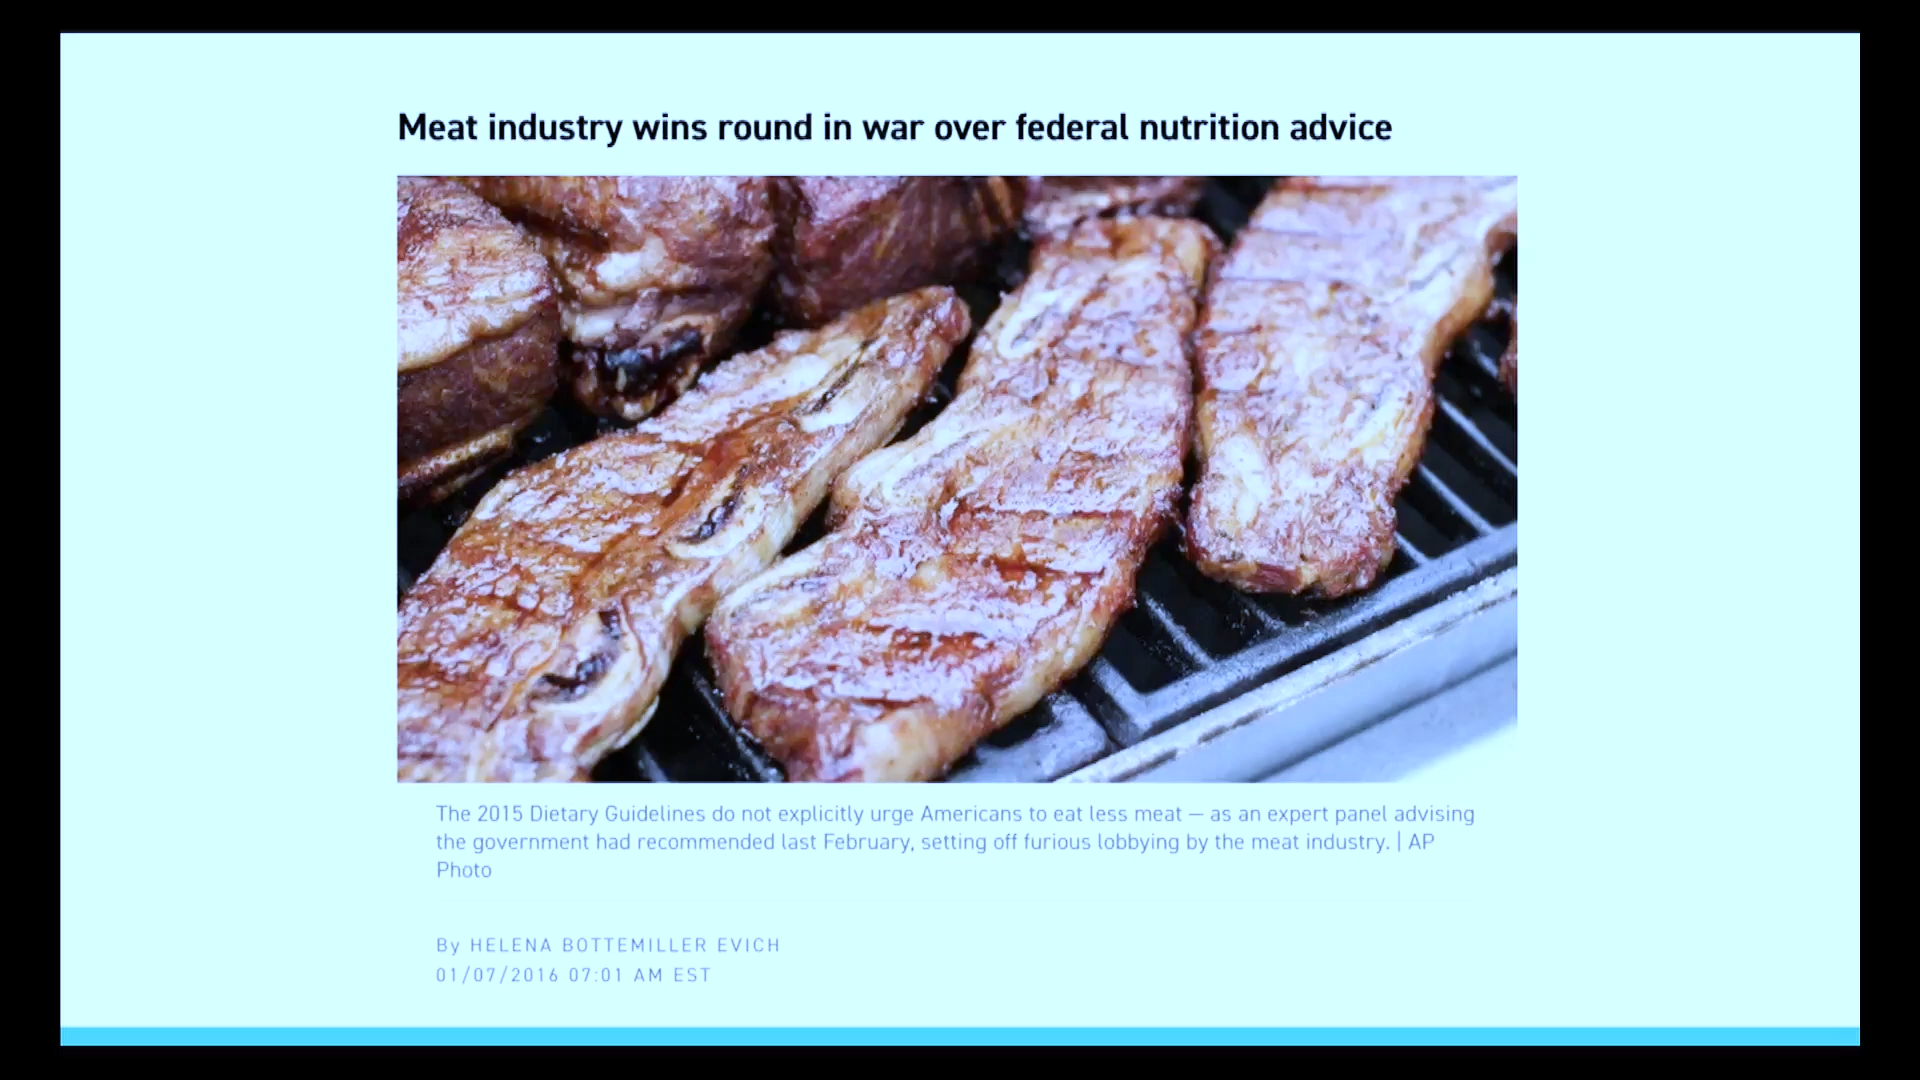 Meat industry wins round in war over federal nutrition advice
The 2015 Dietary Guidelines do not explicitly urge Americans to eat less meat — as an expert panel advising
the government had recommended last February, setting off furious lobbying by the meat industry. | AP
Photo
By HELENA BOTTEMILLER EVICH
01/07/2016 07:01 AM EST